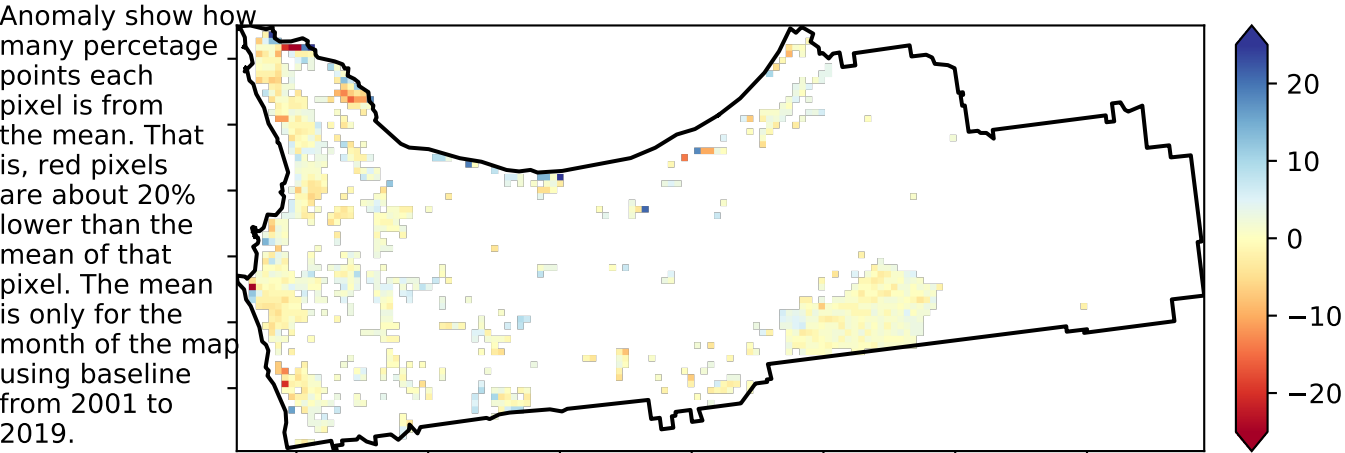 Anomaly show how
many percetage
points each
pixel is from
the mean. That
is, red pixels
are about 20%
lower than the
mean of that
pixel. The mean
is only for the
month of the map
using baseline
from 2001 to
2019.
20
10
0
−10
−20